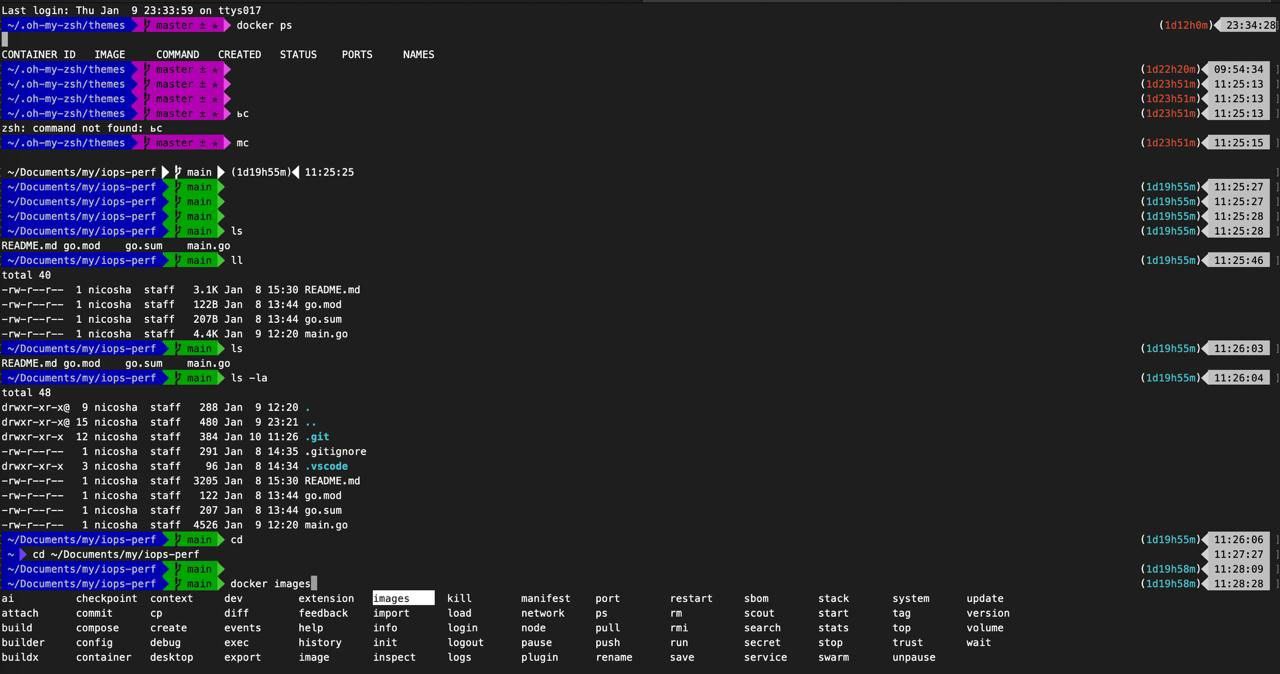 Last login: Thu Jan  9 23:33:59 on ttys017
~/.oh-my-zsh/themes  master ± ★  docker ps (1d12h0m) 23:34:28
CONTAINER ID   IMAGE     COMMAND   CREATED   STATUS    PORTS     NAMES
~/.oh-my-zsh/themes  master ± ★ (1d22h20m) 09:54:34
~/.oh-my-zsh/themes  master ± ★ (1d23h51m) 11:25:13
~/.oh-my-zsh/themes  master ± ★ (1d23h51m) 11:25:13
~/.oh-my-zsh/themes  master ± ★  ьс (1d23h51m) 11:25:13
zsh: command not found: ьс
~/.oh-my-zsh/themes  master ± ★  mc (1d23h51m) 11:25:15
~/Documents/my/iops-perf  main  (1d19h55m) 11:25:25
~/Documents/my/iops-perf  main (1d19h55m) 11:25:27
~/Documents/my/iops-perf  main (1d19h55m) 11:25:27
~/Documents/my/iops-perf  main (1d19h55m) 11:25:28
~/Documents/my/iops-perf  main  ls (1d19h55m) 11:25:28
README.md go.mod    go.sum    main.go
~/Documents/my/iops-perf  main  ll (1d19h55m) 11:25:46
total 40
-rw-r--r--  1 nicosha  staff   3.1K Jan  8 15:30 README.md
-rw-r--r--  1 nicosha  staff   122B Jan  8 13:44 go.mod
-rw-r--r--  1 nicosha  staff   207B Jan  8 13:44 go.sum
-rw-r--r--  1 nicosha  staff   4.4K Jan  9 12:20 main.go
~/Documents/my/iops-perf  main  ls (1d19h55m) 11:26:03
README.md go.mod    go.sum    main.go
~/Documents/my/iops-perf  main  ls -la (1d19h55m) 11:26:04
total 48
drwxr-xr-x@  9 nicosha  staff   288 Jan  9 12:20 .
drwxr-xr-x@ 15 nicosha  staff   480 Jan  9 23:21 ..
drwxr-xr-x  12 nicosha  staff   384 Jan 10 11:26 .git
-rw-r--r--   1 nicosha  staff   291 Jan  8 14:35 .gitignore
drwxr-xr-x   3 nicosha  staff    96 Jan  8 14:34 .vscode
-rw-r--r--   1 nicosha  staff  3205 Jan  8 15:30 README.md
-rw-r--r--   1 nicosha  staff   122 Jan  8 13:44 go.mod
-rw-r--r--   1 nicosha  staff   207 Jan  8 13:44 go.sum
-rw-r--r--   1 nicosha  staff  4526 Jan  9 12:20 main.go
~/Documents/my/iops-perf  main  cd (1d19h55m) 11:26:06
~  cd ~/Documents/my/iops-perf 11:27:27
~/Documents/my/iops-perf  main (1d19h58m) 11:28:09
~/Documents/my/iops-perf  main  docker images (1d19h58m) 11:28:28
ai checkpoint context dev extension images kill manifest port restart sbom stack system update
attach commit cp diff feedback import load network ps rm scout start tag version
build compose create events help info login node pull rmi search stats top volume
builder config debug exec history init logout pause push run secret stop trust wait
buildx container desktop export image inspect logs plugin rename save service swarm unpause